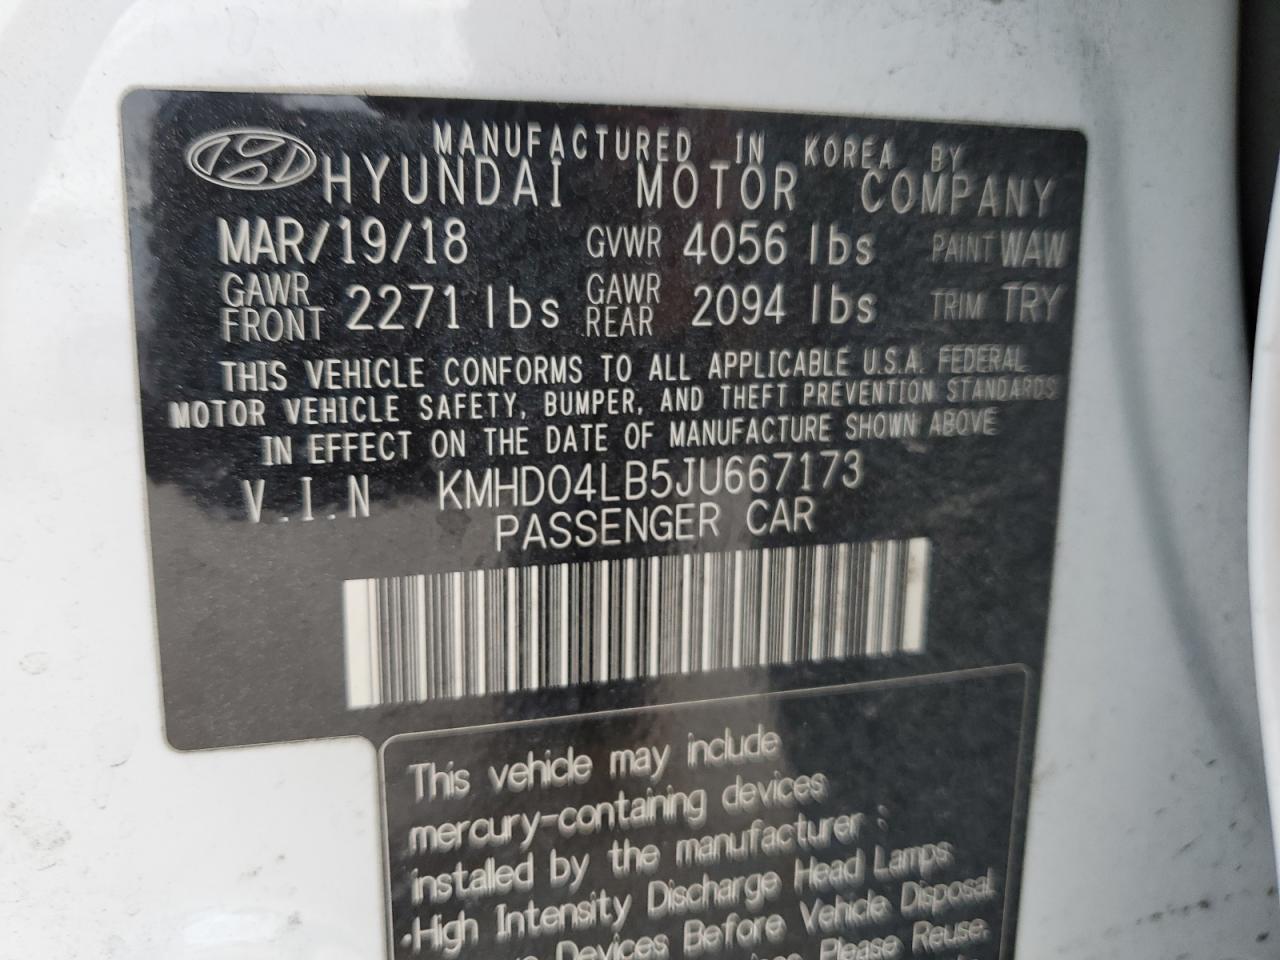 MANUFACTURED IN KOREA BY
HYUNDAI MOTOR COMPANY
MAR/19/18 GVWR 4056 lbs PAINT WAW
GAWR FRONT 2271 lbs GAWR REAR 2094 lbs TRIM TRY
THIS VEHICLE CONFORMS TO ALL APPLICABLE U.S.A. FEDERAL
MOTOR VEHICLE SAFETY, BUMPER, AND THEFT PREVENTION STANDARDS
IN EFFECT ON THE DATE OF MANUFACTURE SHOWN ABOVE
V.I.N KMHD04LB5JU667173
PASSENGER CAR
This vehicle may include
mercury-containing devices
installed by the manufacturer :
·High Intensity Discharge Head Lamps
Devices Before Vehicle Disposal
Please Reuse,